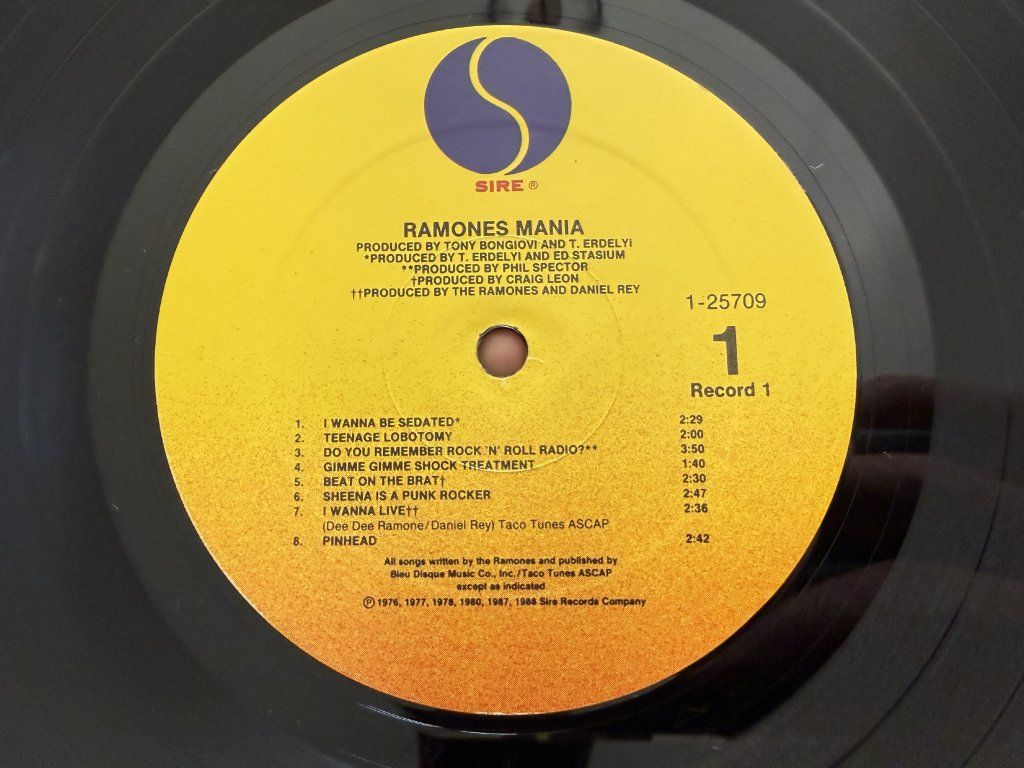 SIRE ®
RAMONES MANIA
PRODUCED BY TONY BONGIOVI AND T. ERDELYI
*PRODUCED BY T. ERDELYI AND ED STASIUM
**PRODUCED BY PHIL SPECTOR
†PRODUCED BY CRAIG LEON
††PRODUCED BY THE RAMONES AND DANIEL REY
1-25709
1
Record 1
1. I WANNA BE SEDATED* 2:29
2. TEENAGE LOBOTOMY 2:00
3. DO YOU REMEMBER ROCK 'N' ROLL RADIO?** 3:50
4. GIMME GIMME SHOCK TREATMENT 1:40
5. BEAT ON THE BRAT† 2:30
6. SHEENA IS A PUNK ROCKER 2:47
7. I WANNA LIVE†† 2:36
(Dee Dee Ramone/Daniel Rey) Taco Tunes ASCAP
8. PINHEAD 2:42
All songs written by the Ramones and published by
Bleu Disque Music Co., Inc./Taco Tunes ASCAP
except as indicated
℗ 1976, 1977, 1978, 1980, 1987, 1988 Sire Records Company